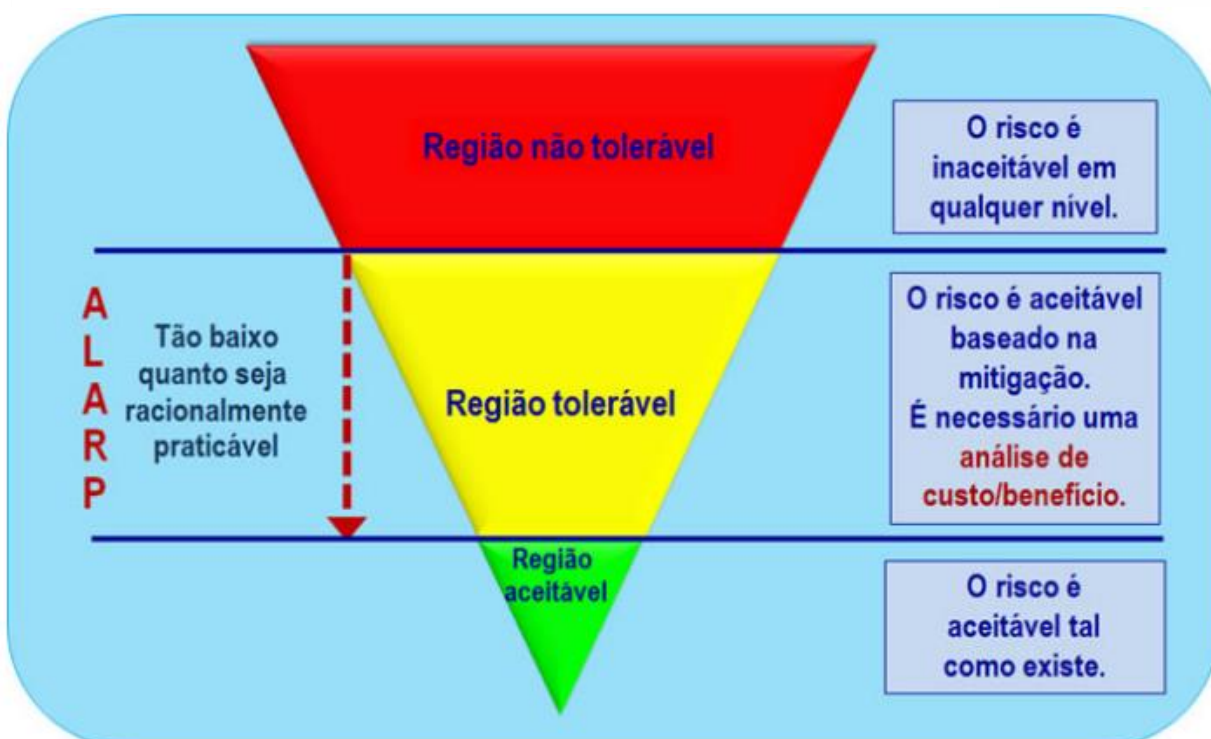 Região não tolerável
O risco é
inaceitável em
qualquer nível.
A
L
A
R
P
Tão baixo
quanto seja
racionalmente
praticável
Região tolerável
O risco é aceitável
baseado na
mitigação.
É necessário uma
análise de
custo/benefício.
Região
aceitável
O risco é
aceitável tal
como existe.